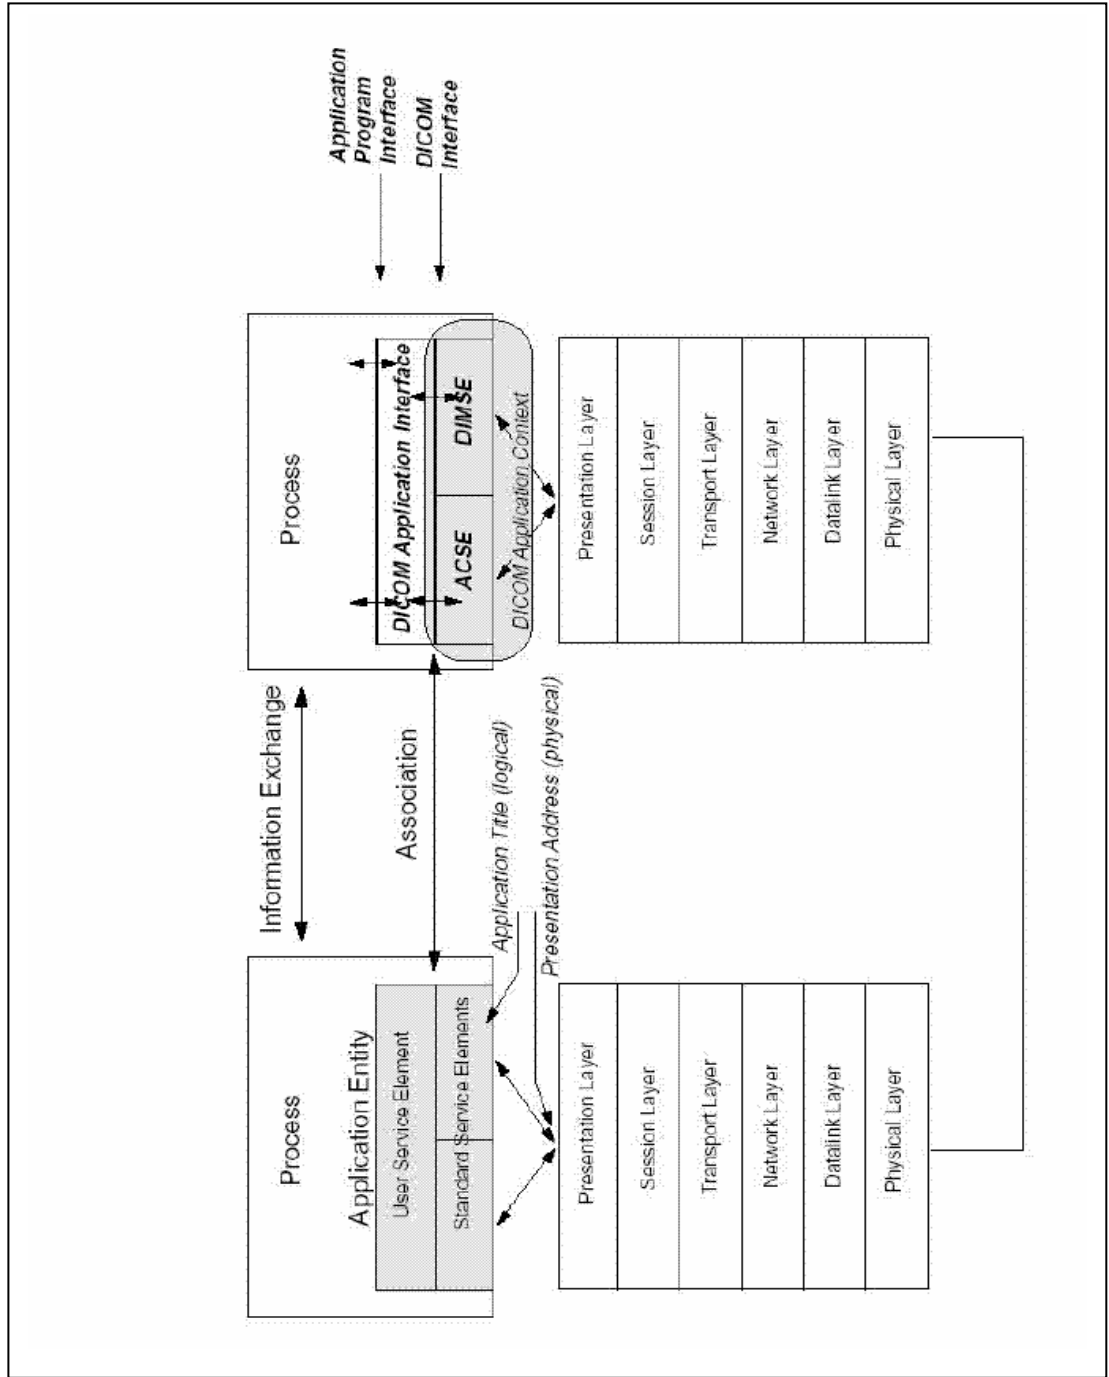 Process
Application Entity
User Service Element
Standard Service Elements
Information Exchange
Association
Application Title (logical)
Presentation Address (physical)
Process
DICOM Application Interface
ACSE
DIMSE
DICOM Application Context
Application
Program
Interface
DICOM
Interface
Presentation Layer
Session Layer
Transport Layer
Network Layer
Datalink Layer
Physical Layer
Presentation Layer
Session Layer
Transport Layer
Network Layer
Datalink Layer
Physical Layer